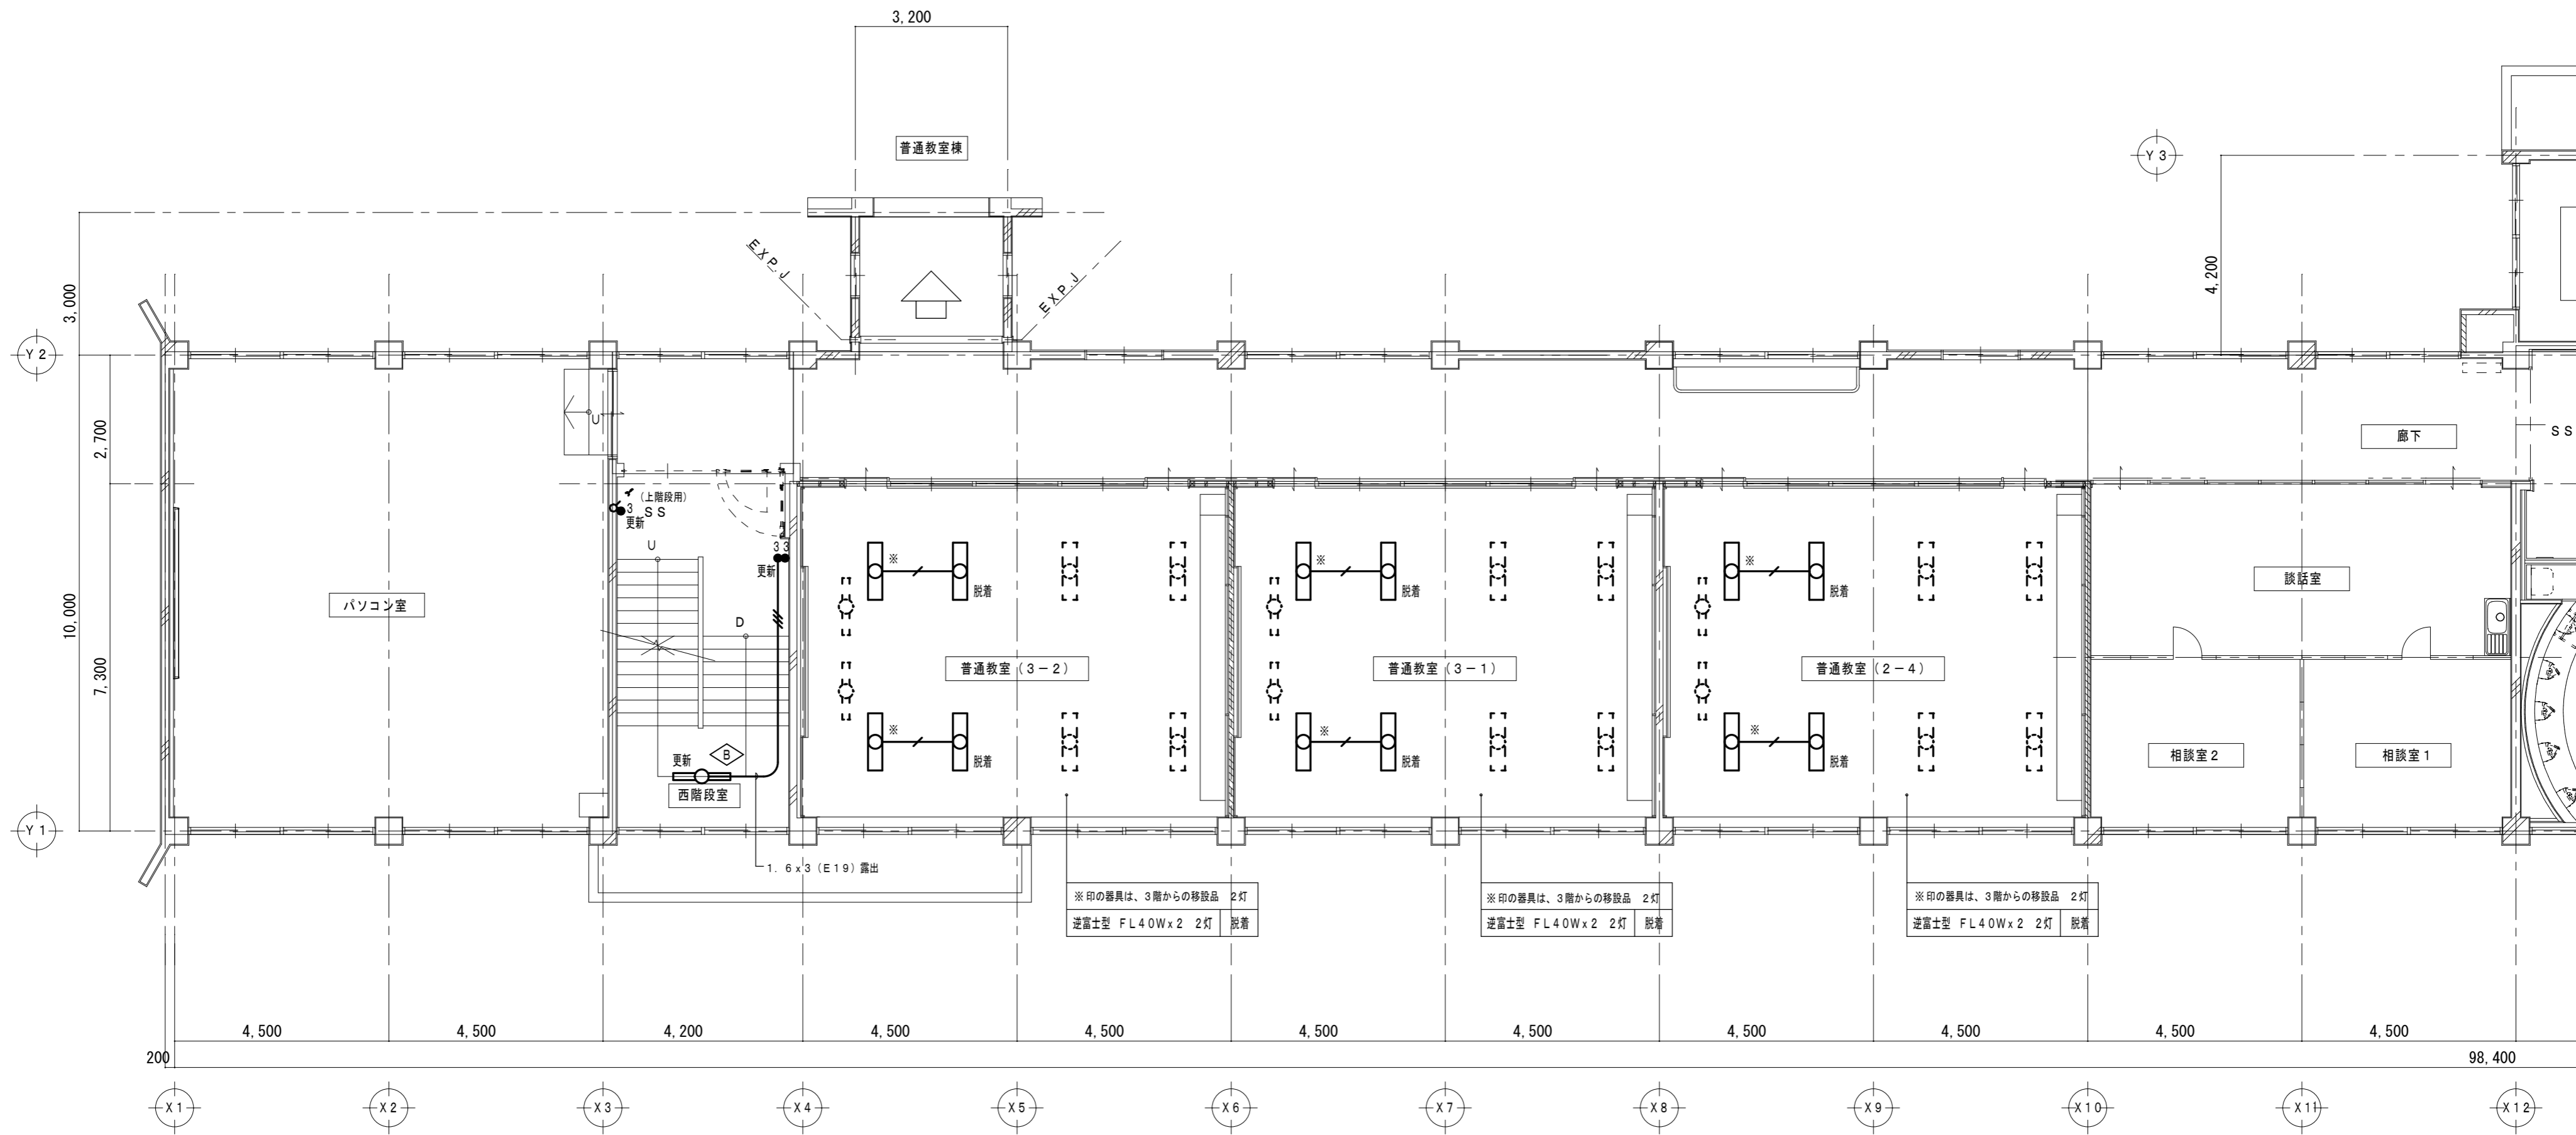 3,200
普通教室棟
Y3
EXP.J
EXP.J
3,000
4,200
Y2
U
2,700
廊下
SS
(上階段用)
3 SS
更新
U
3 3
更新
※
脱着
※
脱着
※
脱着
談話室
パソコン室
10,000
D
7,300
普通教室(3-2)
普通教室(3-1)
普通教室(2-4)
※
脱着
※
脱着
※
脱着
更新
B
相談室2
相談室1
西階段室
Y1
1.6x3(E19)露出
※印の器具は、3階からの移設品 2灯
逆富士型 FL40Wx2 2灯 脱着
※印の器具は、3階からの移設品 2灯
逆富士型 FL40Wx2 2灯 脱着
※印の器具は、3階からの移設品 2灯
逆富士型 FL40Wx2 2灯 脱着
4,500 4,500 4,200 4,500 4,500 4,500 4,500 4,500 4,500 4,500 4,500
200
98,400
X1 X2 X3 X4 X5 X6 X7 X8 X9 X10 X11 X12